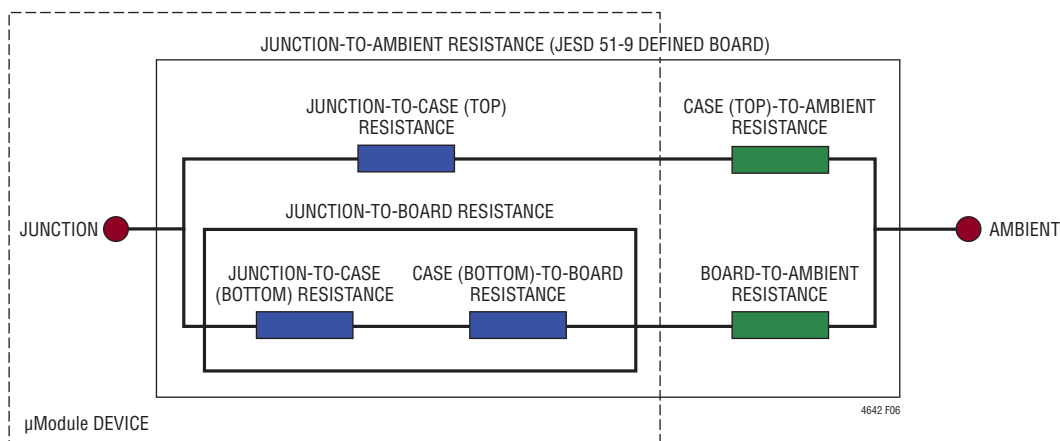 JUNCTION-TO-AMBIENT RESISTANCE (JESD 51-9 DEFINED BOARD)
JUNCTION-TO-CASE (TOP)
RESISTANCE
CASE (TOP)-TO-AMBIENT
RESISTANCE
JUNCTION-TO-BOARD RESISTANCE
JUNCTION
AMBIENT
JUNCTION-TO-CASE
(BOTTOM) RESISTANCE
CASE (BOTTOM)-TO-BOARD
RESISTANCE
BOARD-TO-AMBIENT
RESISTANCE
4642 F06
µModule DEVICE